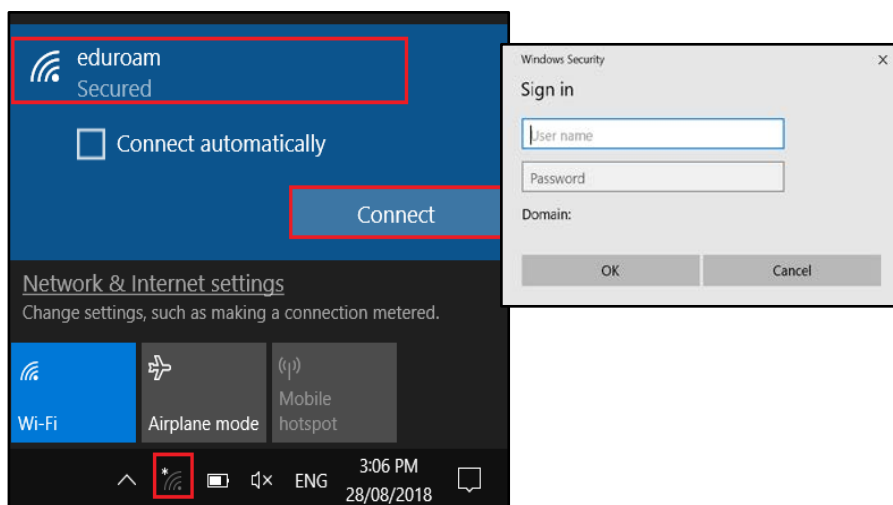 eduroam
Secured
Connect automatically
Connect
Network & Internet settings
Change settings, such as making a connection metered.
Wi-Fi
Airplane mode
Mobile
hotspot
ENG
3:06 PM
28/08/2018
Windows Security
Sign in
User name
Password
Domain:
OK
Cancel